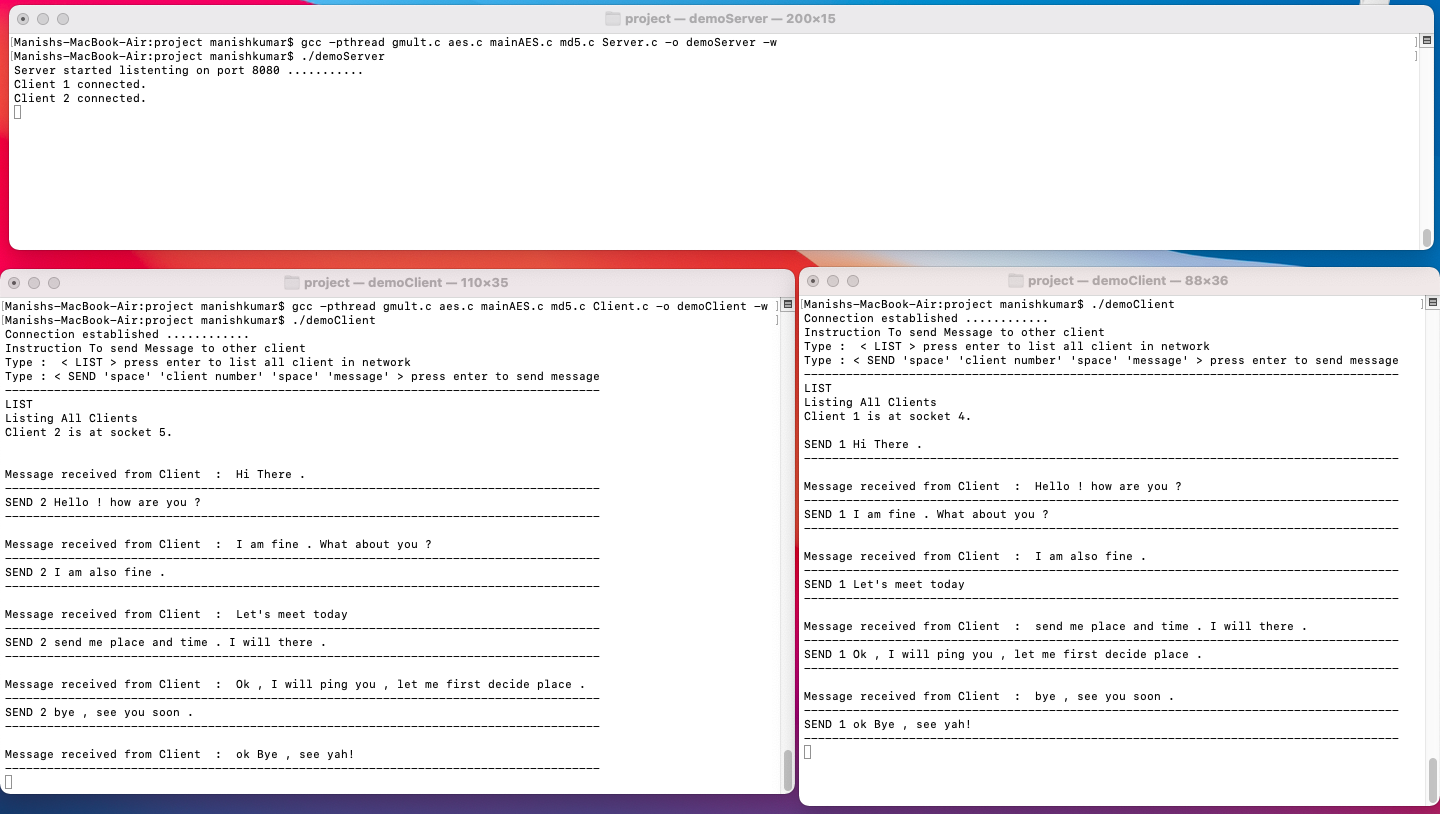 project — demoServer — 200×15
[Manishs-MacBook-Air:project manishkumar$ gcc -pthread gmult.c aes.c mainAES.c md5.c Server.c -o demoServer -w ]
[Manishs-MacBook-Air:project manishkumar$ ./demoServer ]
Server started listenting on port 8080 ...........
Client 1 connected.
Client 2 connected.
project — demoClient — 110×35
[Manishs-MacBook-Air:project manishkumar$ gcc -pthread gmult.c aes.c mainAES.c md5.c Client.c -o demoClient -w ]
[Manishs-MacBook-Air:project manishkumar$ ./demoClient ]
Connection established ............
Instruction To send Message to other client
Type :  < LIST > press enter to list all client in network
Type : < SEND 'space' 'client number' 'space' 'message' > press enter to send message
-------------------------------------------------------------------------------------
LIST
Listing All Clients
Client 2 is at socket 5.
Message received from Client  :  Hi There .
-------------------------------------------------------------------------------------
SEND 2 Hello ! how are you ?
-------------------------------------------------------------------------------------
Message received from Client  :  I am fine . What about you ?
-------------------------------------------------------------------------------------
SEND 2 I am also fine .
-------------------------------------------------------------------------------------
Message received from Client  :  Let's meet today
-------------------------------------------------------------------------------------
SEND 2 send me place and time . I will there .
-------------------------------------------------------------------------------------
Message received from Client  :  Ok , I will ping you , let me first decide place .
-------------------------------------------------------------------------------------
SEND 2 bye , see you soon .
-------------------------------------------------------------------------------------
Message received from Client  :  ok Bye , see yah!
-------------------------------------------------------------------------------------
project — demoClient — 88×36
[Manishs-MacBook-Air:project manishkumar$ ./demoClient ]
Connection established ............
Instruction To send Message to other client
Type :  < LIST > press enter to list all client in network
Type : < SEND 'space' 'client number' 'space' 'message' > press enter to send message
-------------------------------------------------------------------------------------
LIST
Listing All Clients
Client 1 is at socket 4.
SEND 1 Hi There .
-------------------------------------------------------------------------------------
Message received from Client  :  Hello ! how are you ?
-------------------------------------------------------------------------------------
SEND 1 I am fine . What about you ?
-------------------------------------------------------------------------------------
Message received from Client  :  I am also fine .
-------------------------------------------------------------------------------------
SEND 1 Let's meet today
-------------------------------------------------------------------------------------
Message received from Client  :  send me place and time . I will there .
-------------------------------------------------------------------------------------
SEND 1 Ok , I will ping you , let me first decide place .
-------------------------------------------------------------------------------------
Message received from Client  :  bye , see you soon .
-------------------------------------------------------------------------------------
SEND 1 ok Bye , see yah!
-------------------------------------------------------------------------------------